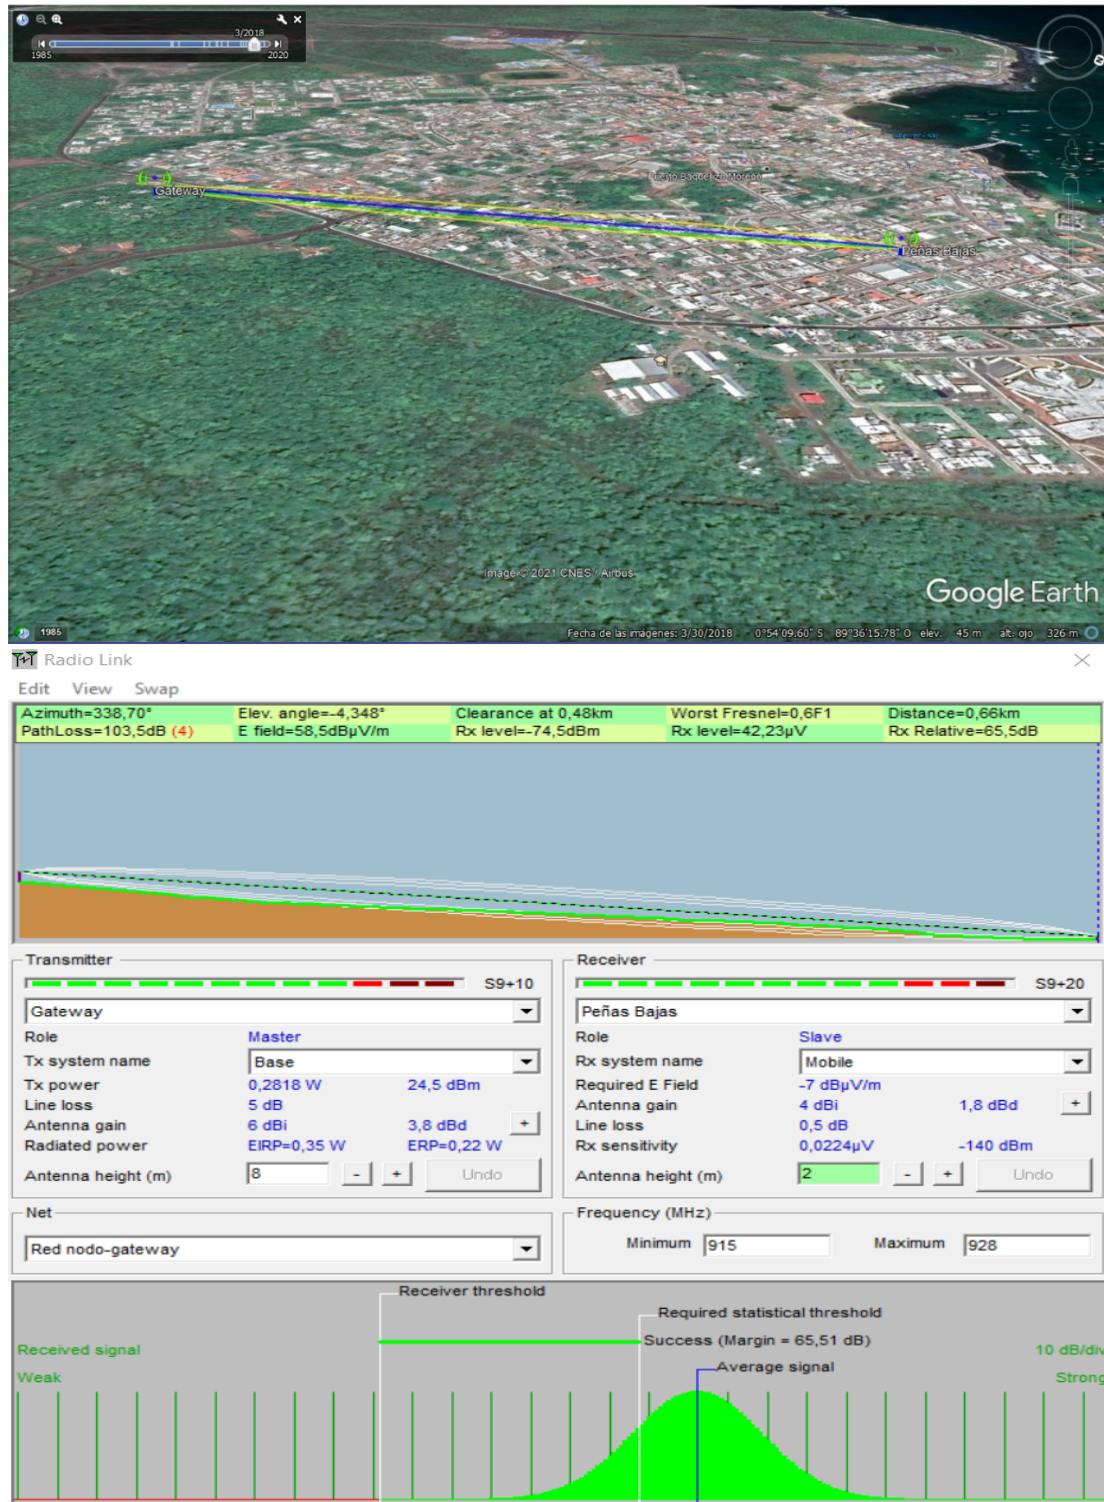 3/2018
1985 2020
Puerto Baquerizo Moreno
Gateway
Peñas Bajas
Image © 2021 CNES / Airbus
Google Earth
1985
Fecha de las imágenes: 3/30/2018 0°54'09.60" S 89°36'15.78" O elev. 45 m alt. ojo 326 m
Radio Link
Edit View Swap
Azimuth=338,70° Elev. angle=-4,348° Clearance at 0,48km Worst Fresnel=0,6F1 Distance=0,66km
PathLoss=103,5dB (4) E field=58,5dBµV/m Rx level=-74,5dBm Rx level=42,23µV Rx Relative=65,5dB
Transmitter
S9+10
Gateway
Role Master
Tx system name Base
Tx power 0,2818 W 24,5 dBm
Line loss 5 dB
Antenna gain 6 dBi 3,8 dBd +
Radiated power EIRP=0,35 W ERP=0,22 W
Antenna height (m) 8 - + Undo
Receiver
S9+20
Peñas Bajas
Role Slave
Rx system name Mobile
Required E Field -7 dBµV/m
Antenna gain 4 dBi 1,8 dBd +
Line loss 0,5 dB
Rx sensitivity 0,0224µV -140 dBm
Antenna height (m) 2 - + Undo
Net
Red nodo-gateway
Frequency (MHz)
Minimum 915 Maximum 928
Receiver threshold
Required statistical threshold
Success (Margin = 65,51 dB)
Average signal
Received signal
Weak
10 dB/div
Strong